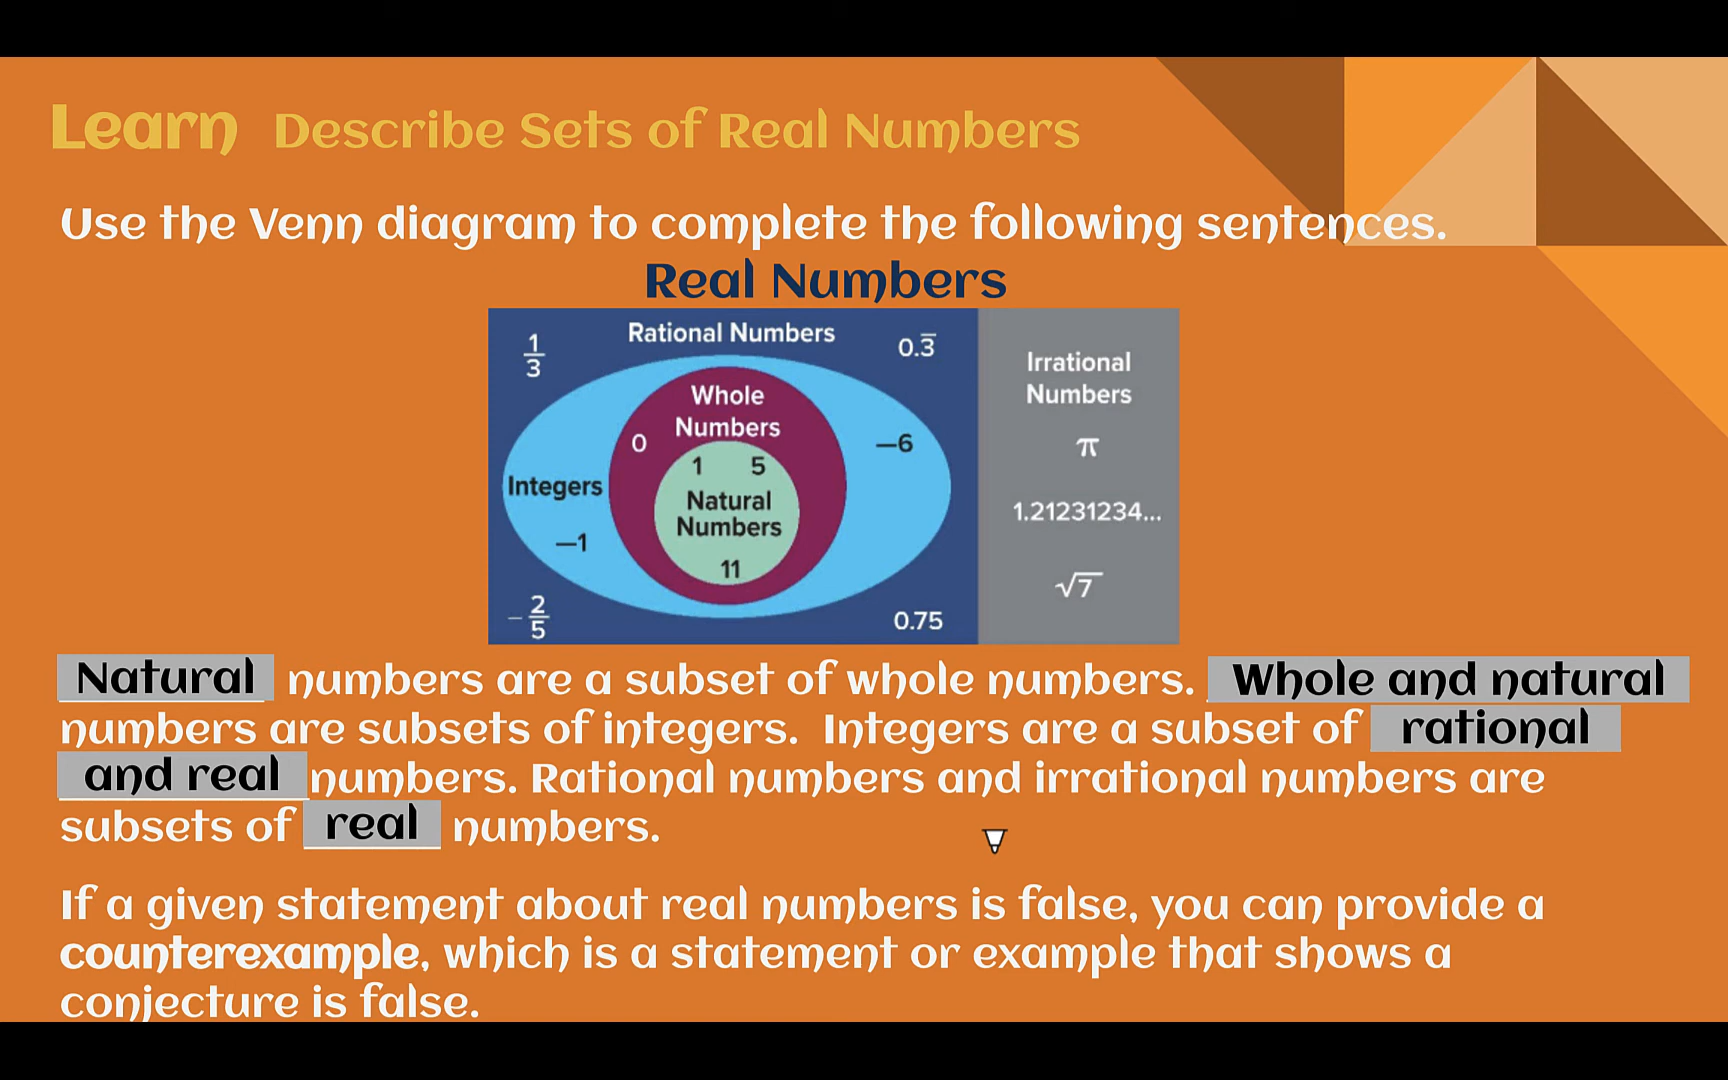 Learn Describe Sets of Real Numbers
Use the Venn diagram to complete the following sentences.
Real Numbers
1/3
Rational Numbers
0.3̅
Whole
Numbers
0
−6
1 5
Integers
Natural
Numbers
−1
11
−2/5
0.75
Irrational
Numbers
π
1.21231234...
√7
Natural numbers are a subset of whole numbers. Whole and natural
numbers are subsets of integers. Integers are a subset of rational
and real numbers. Rational numbers and irrational numbers are
subsets of real numbers.
If a given statement about real numbers is false, you can provide a
counterexample, which is a statement or example that shows a
conjecture is false.